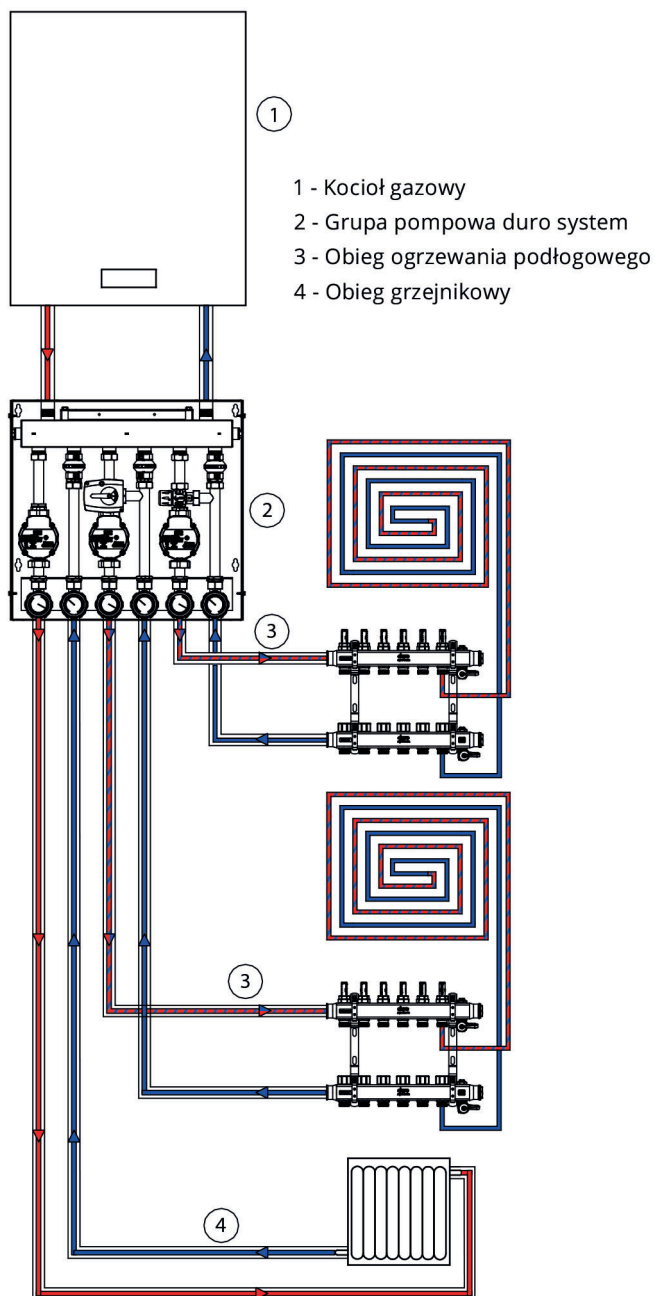 1
1 - Kocioł gazowy
2 - Grupa pompowa duro system
3 - Obieg ogrzewania podłogowego
4 - Obieg grzejnikowy
2
3
3
4